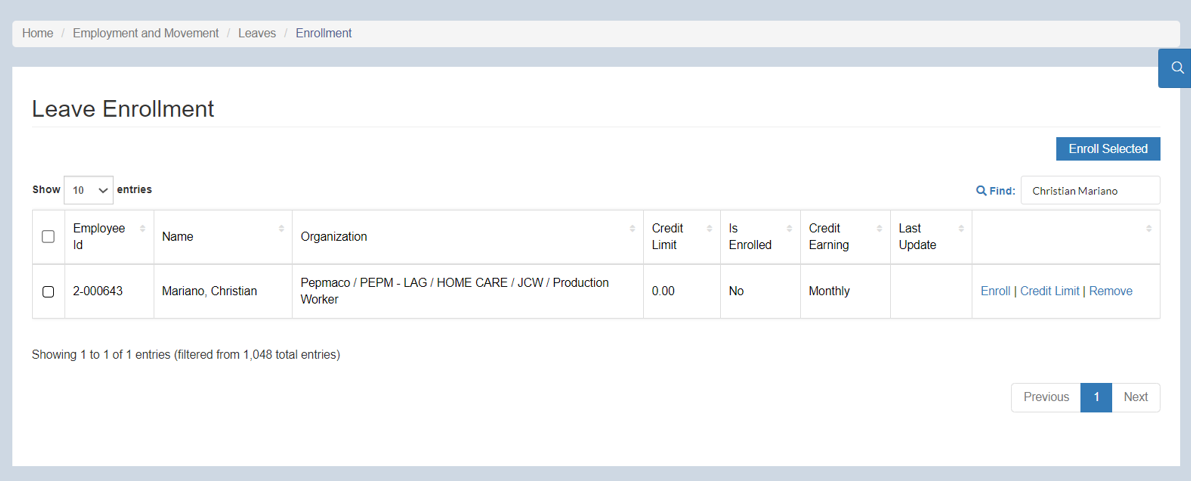 Home / Employment and Movement / Leaves / Enrollment
Leave Enrollment
Enroll Selected
Show 10 entries
Find: Christian Mariano
Employee Id
Name
Organization
Credit Limit
Is Enrolled
Credit Earning
Last Update
2-000643
Mariano, Christian
Pepmaco / PEPM - LAG / HOME CARE / JCW / Production
Worker
0.00
No
Monthly
Enroll | Credit Limit | Remove
Showing 1 to 1 of 1 entries (filtered from 1,048 total entries)
Previous 1 Next